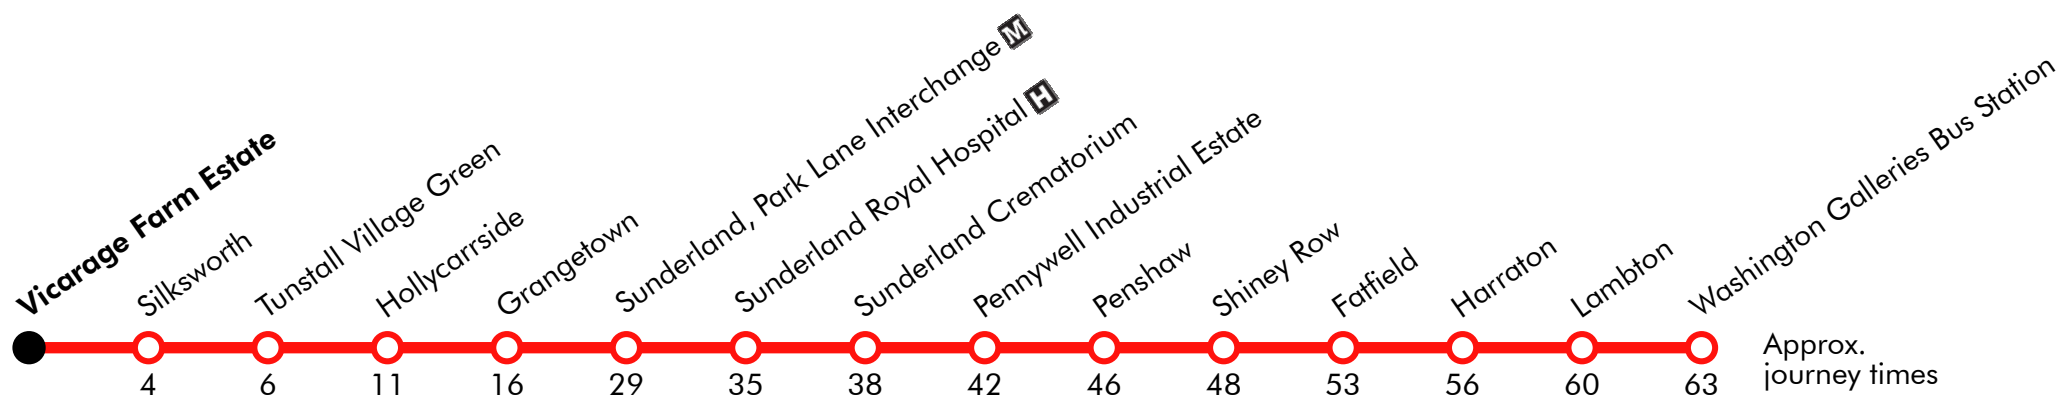 Vicarage Farm Estate
Silksworth
Tunstall Village Green
Hollycarrside
Grangetown
Sunderland, Park Lane Interchange M
Sunderland Royal Hospital H
Sunderland Crematorium
Pennywell Industrial Estate
Penshaw
Shiney Row
Fatfield
Harraton
Lambton
Washington Galleries Bus Station
4 6 11 16 29 35 38 42 46 48 53 56 60 63
Approx.
journey times